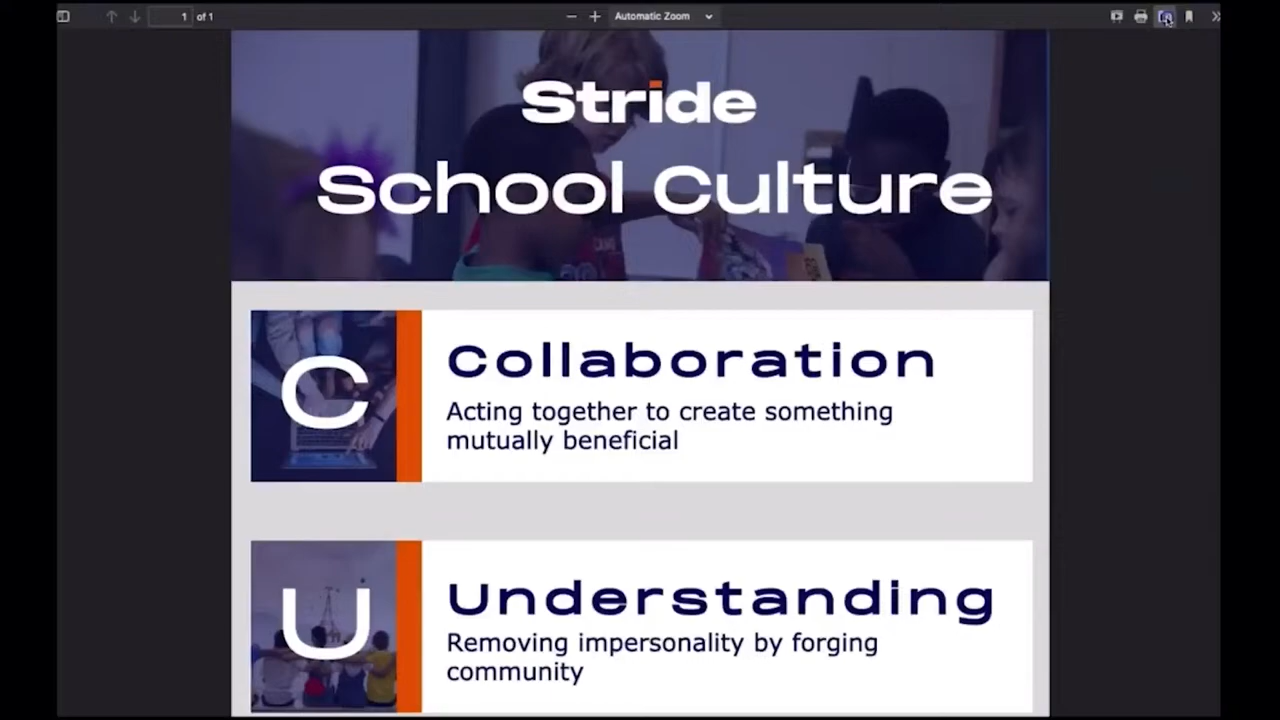 1 of 1
Automatic Zoom
Stride
School Culture
C
Collaboration
Acting together to create something
mutually beneficial
U
Understanding
Removing impersonality by forging
community